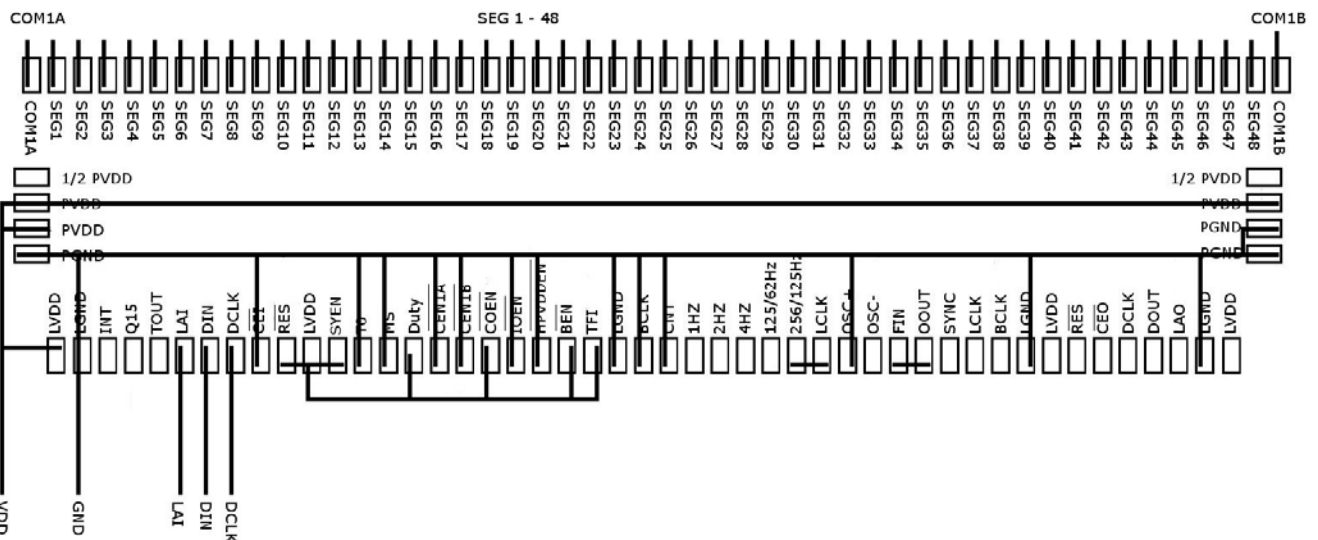 COM1A SEG 1 - 48 COM1B
COM1A SEG1 SEG2 SEG3 SEG4 SEG5 SEG6 SEG7 SEG8 SEG9 SEG10 SEG11 SEG12 SEG13 SEG14 SEG15 SEG16 SEG17 SEG18 SEG19 SEG20 SEG21 SEG22 SEG23 SEG24 SEG25 SEG26 SEG27 SEG28 SEG29 SEG30 SEG31 SEG32 SEG33 SEG34 SEG35 SEG36 SEG37 SEG38 SEG39 SEG40 SEG41 SEG42 SEG43 SEG44 SEG45 SEG46 SEG47 SEG48 COM1B
1/2 PVDD 1/2 PVDD
PVDD PVDD
PVDD PGND
PGND PGND
LVDD LGND INT Q15 TOUT LAI DIN DCLK CEI RES LVDD SYEN MS Duty CEN1A CEN1B COEN IOEN HPVDDEN BEN TFI LGND BCLK CNT 1HZ 2HZ 4HZ 125/62Hz 256/125Hz LCLK OSC+ OSC- FIN OOUT SYNC LCLK BCLK LGND LVDD RES CEO DCLK DOUT LAO LGND LVDD
VDD GND LAI DIN DCLK